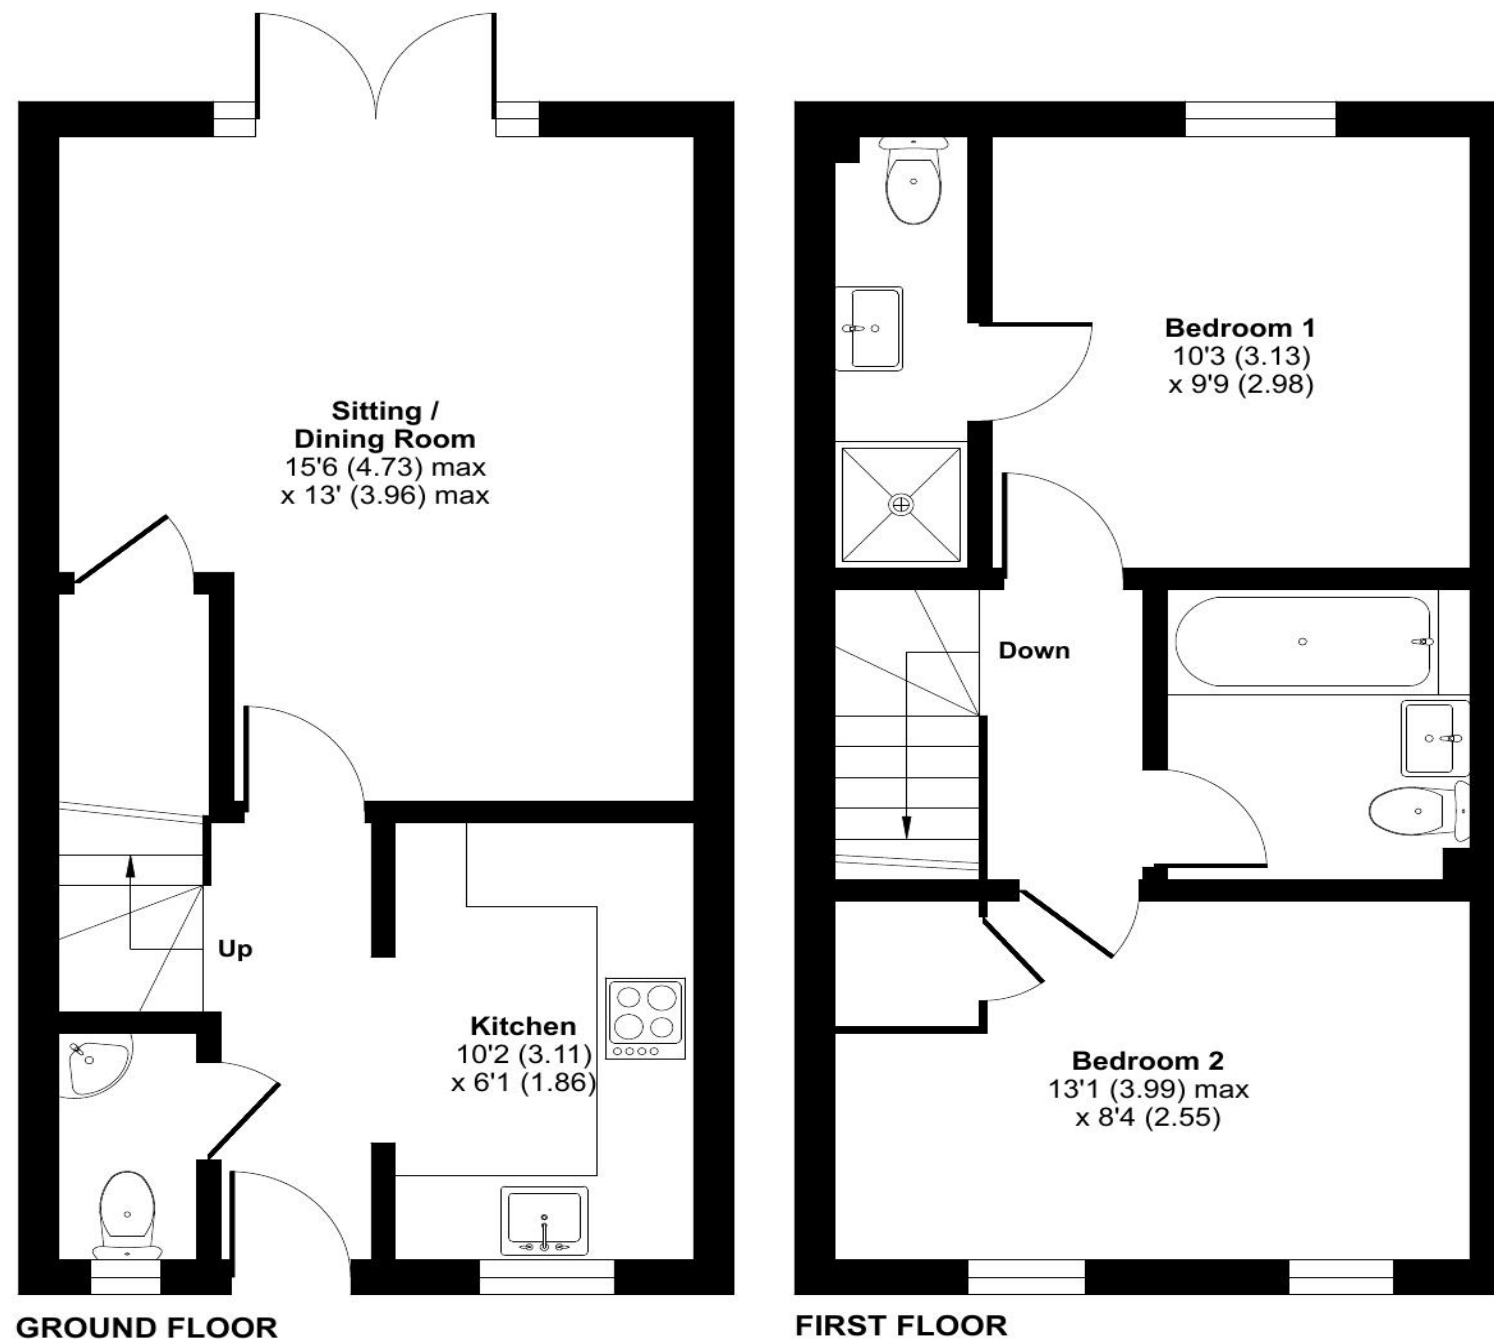 Sitting /
Dining Room
15'6 (4.73) max
x 13' (3.96) max
Up
Kitchen
10'2 (3.11)
x 6'1 (1.86)
GROUND FLOOR
Bedroom 1
10'3 (3.13)
x 9'9 (2.98)
Down
Bedroom 2
13'1 (3.99) max
x 8'4 (2.55)
FIRST FLOOR